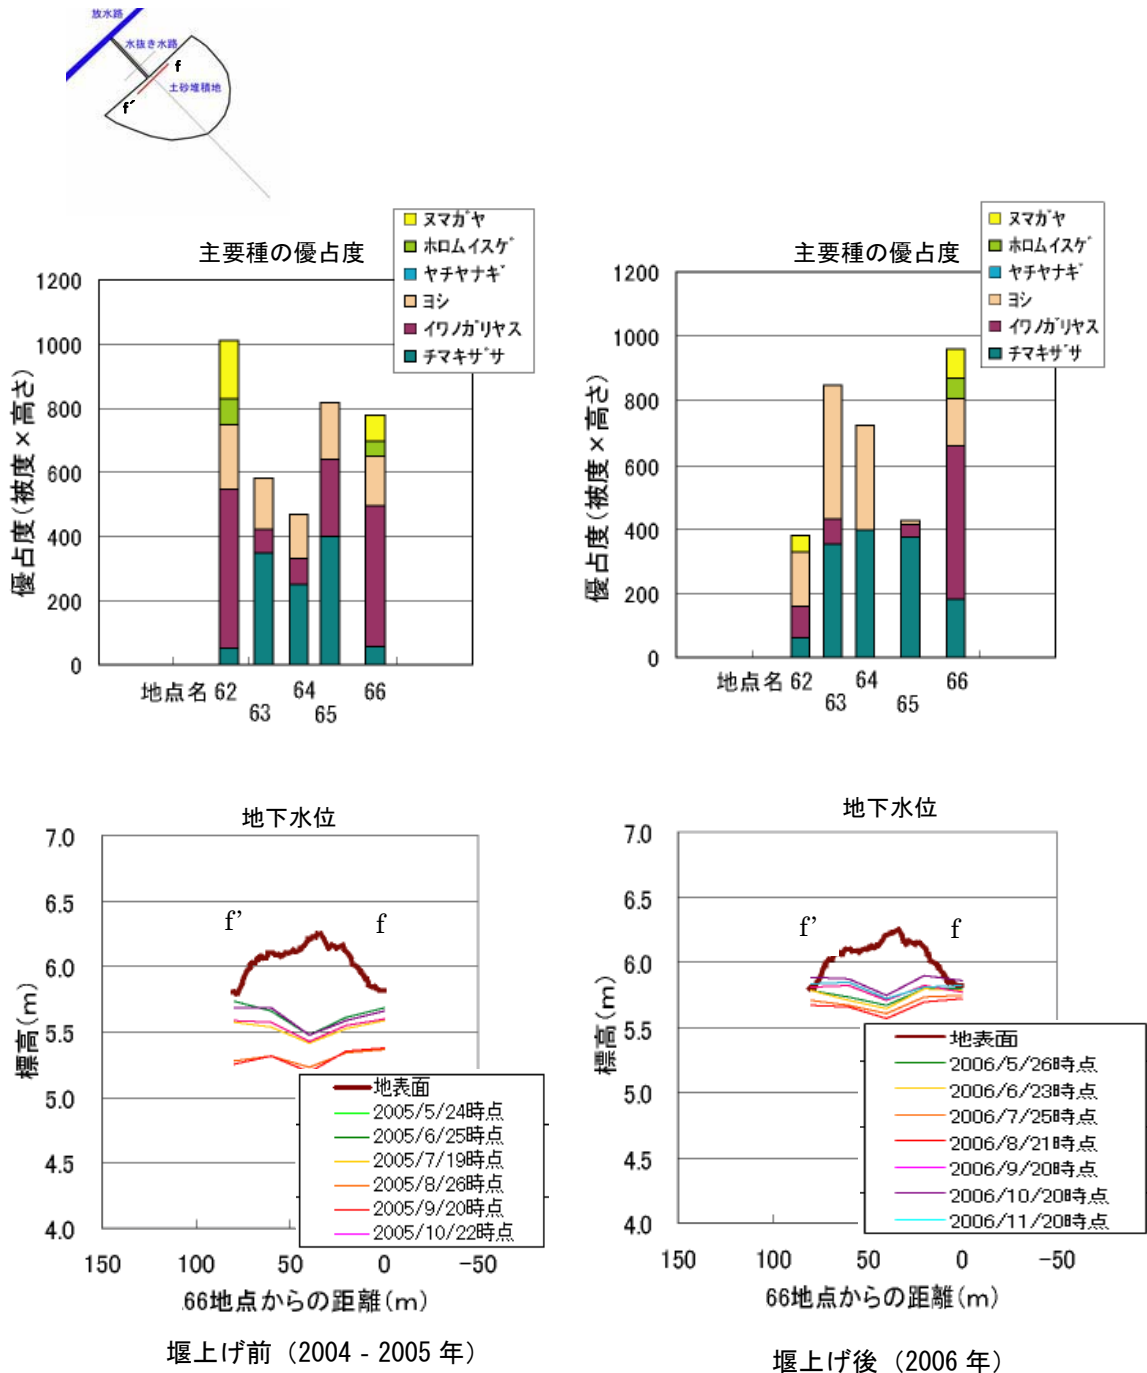 放水路
水抜き水路
f
土砂堆積地
f´
ヌマガヤ
ホロムイスゲ
ヤチヤナギ
ヨシ
イワノガリヤス
チマキザサ
主要種の優占度
1200
1000
800
600
400
200
0
優占度(被度×高さ)
地点名 62 64 66
63 65
ヌマガヤ
ホロムイスゲ
ヤチヤナギ
ヨシ
イワノガリヤス
チマキザサ
主要種の優占度
1200
1000
800
600
400
200
0
優占度(被度×高さ)
地点名 62 64 66
63 65
地下水位
7.0
6.5
6.0
5.5
5.0
4.5
4.0
標高(m)
f’ f
地表面
2005/5/24時点
2005/6/25時点
2005/7/19時点
2005/8/26時点
2005/9/20時点
2005/10/22時点
150 100 50 0 -50
66地点からの距離(m)
堰上げ前（2004 - 2005 年）
地下水位
7.0
6.5
6.0
5.5
5.0
4.5
4.0
標高(m)
f’ f
地表面
2006/5/26時点
2006/6/23時点
2006/7/25時点
2006/8/21時点
2006/9/20時点
2006/10/20時点
2006/11/20時点
150 100 50 0 -50
66地点からの距離(m)
堰上げ後（2006 年）